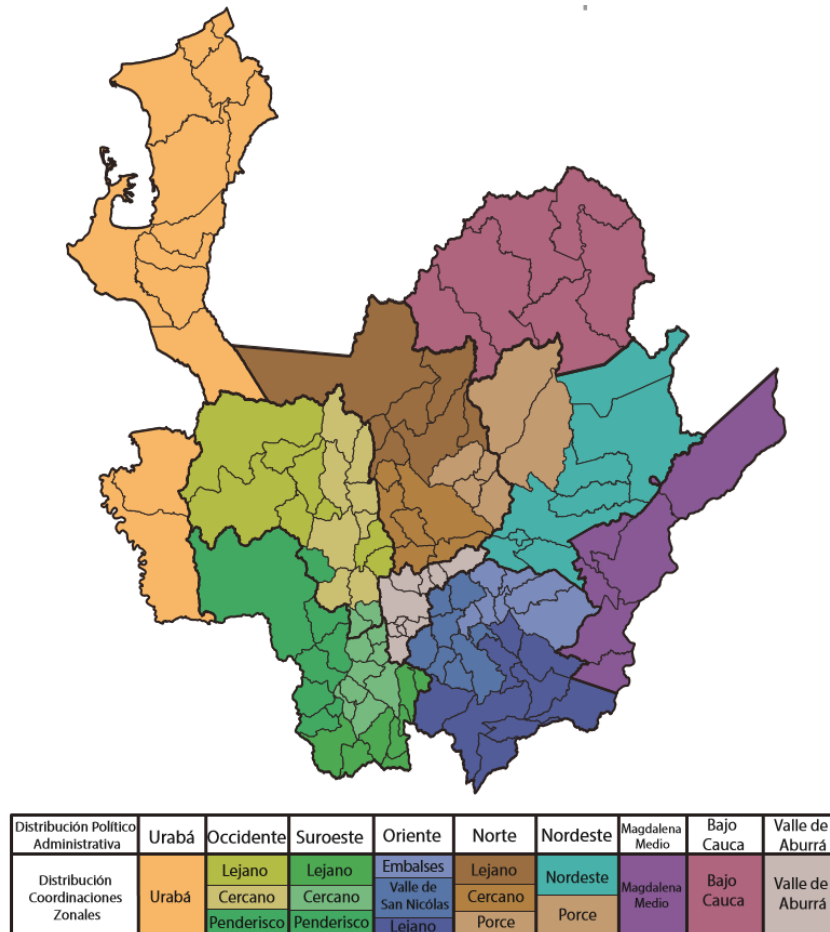 Distribución Político
Administrativa
Urabá
Occidente
Suroeste
Oriente
Norte
Nordeste
Magdalena
Medio
Bajo
Cauca
Valle de
Aburrá
Distribución
Coordinaciones
Zonales
Urabá
Lejano
Cercano
Penderisco
Lejano
Cercano
Penderisco
Embalses
Valle de
San Nicólas
Lejano
Lejano
Cercano
Porce
Nordeste
Porce
Magdalena
Medio
Bajo
Cauca
Valle de
Aburrá